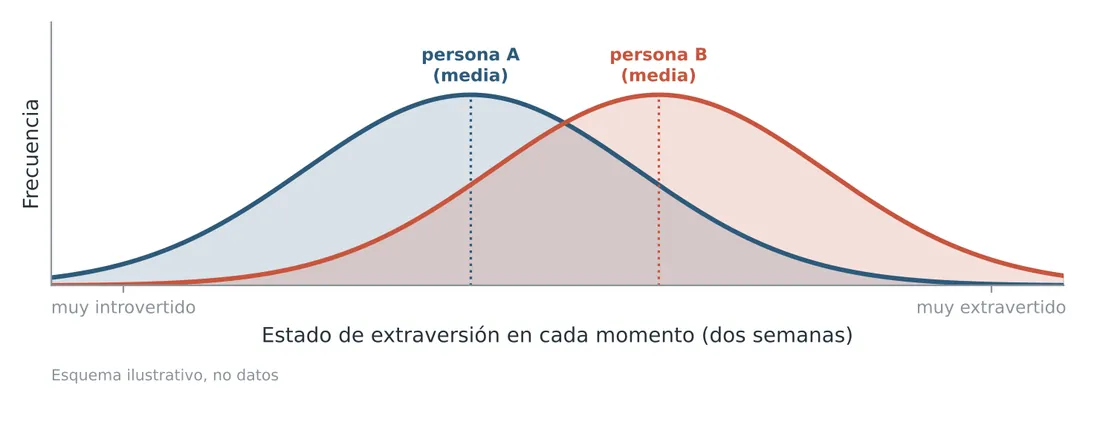 persona A
(media)
persona B
(media)
Frecuencia
muy introvertido
muy extravertido
Estado de extraversión en cada momento (dos semanas)
Esquema ilustrativo, no datos